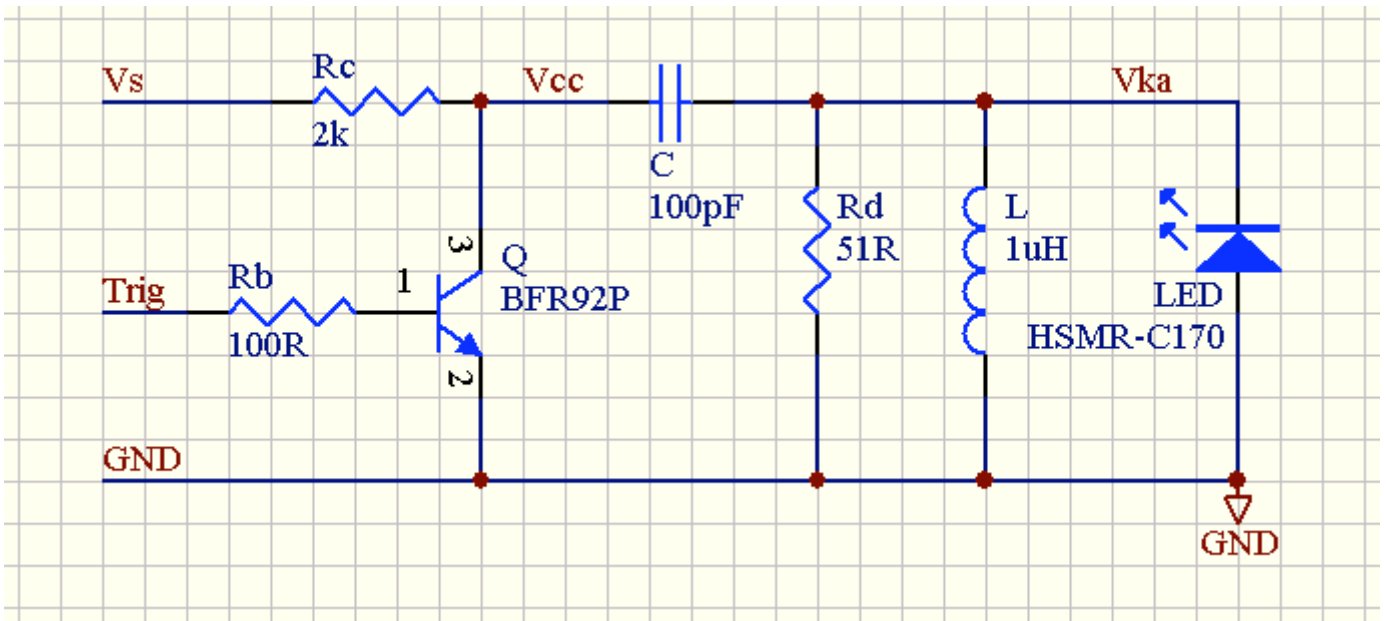 Vs
Rc
2k
Vcc
C
100pF
Vka
Rd
51R
L
1uH
LED
HSMR-C170
Trig
Rb
100R
1
3
Q
BFR92P
2
GND
GND